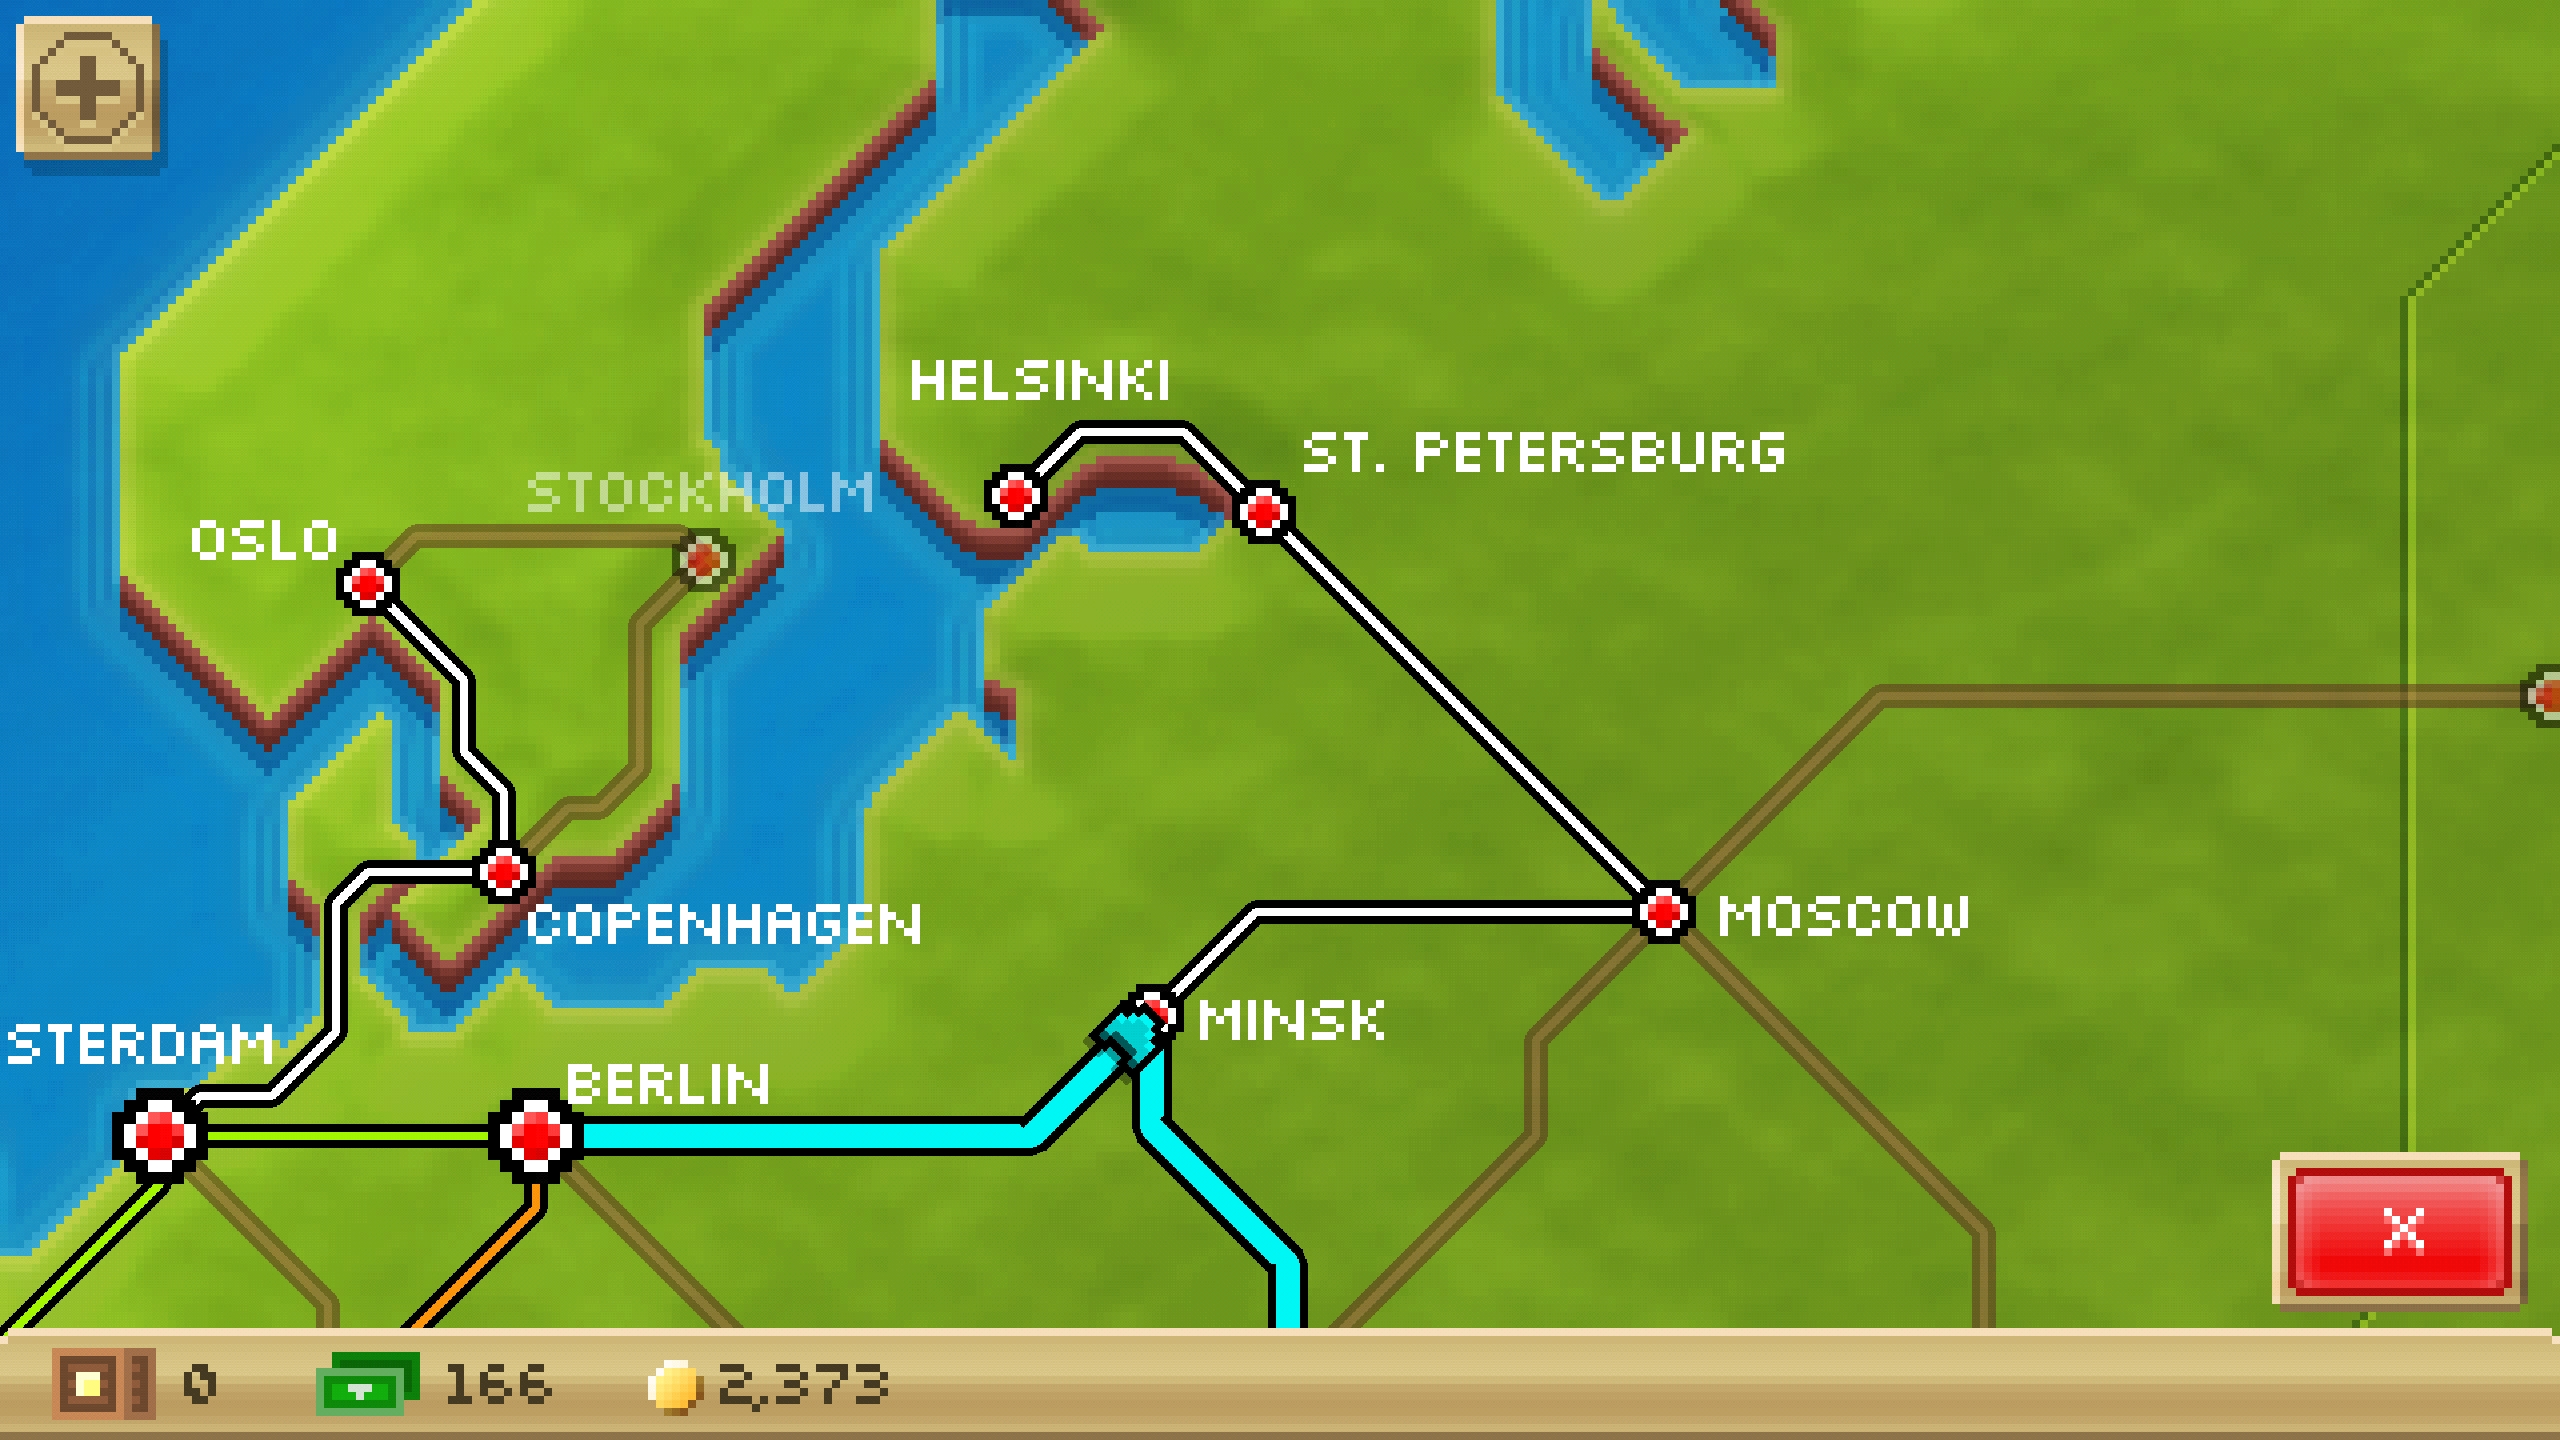 HELSINKI
ST. PETERSBURG
STOCKHOLM
OSLO
MOSCOW
COPENHAGEN
MINSK
STERDAM
BERLIN
X
0 166 2,373